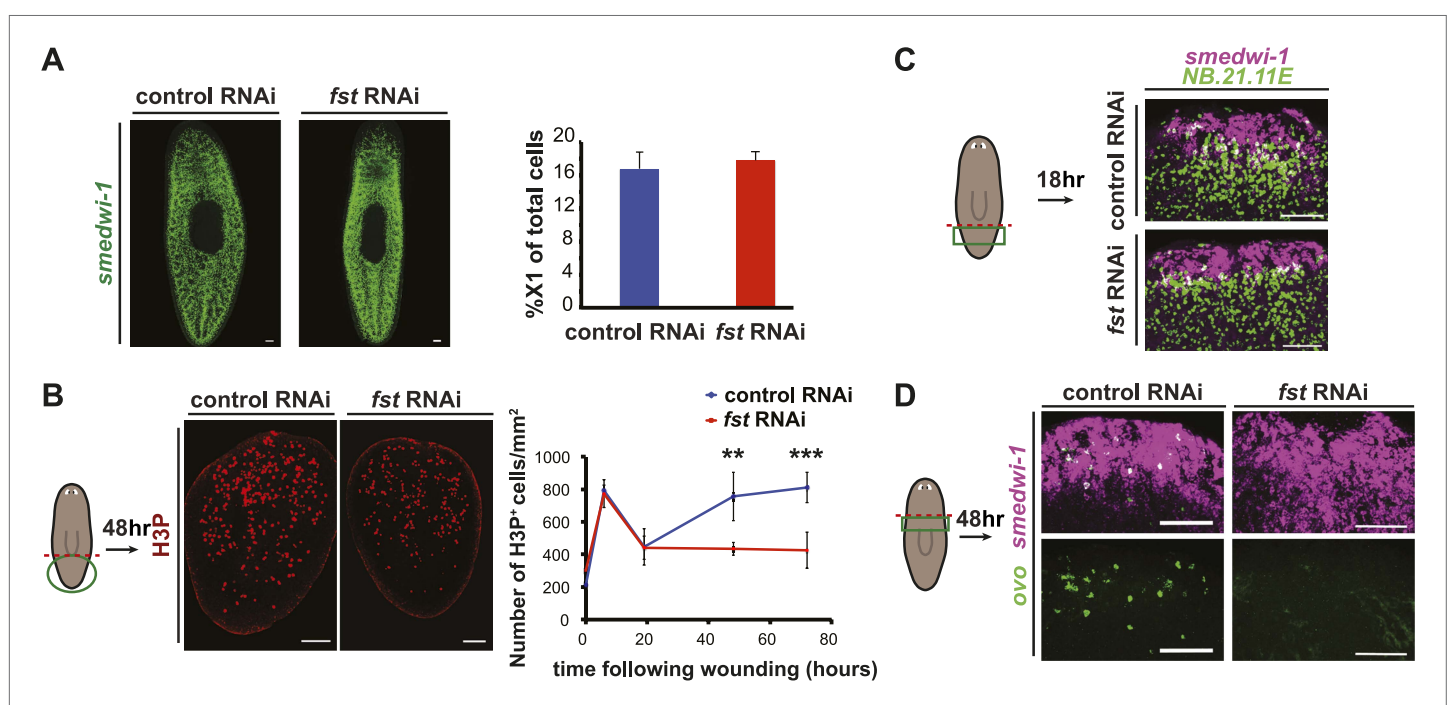 A
control RNAi
fst RNAi
smedwi-1
%X1 of total cells
20
16
12
8
4
0
control RNAi
fst RNAi
C
smedwi-1
NB.21.11E
18hr
control RNAi
fst RNAi
B
control RNAi
fst RNAi
48hr
H3P
control RNAi
fst RNAi
**
***
Number of H3P+ cells/mm2
1000
800
600
400
200
0
0
20
40
60
80
time following wounding (hours)
D
control RNAi
fst RNAi
48hr
ovo smedwi-1